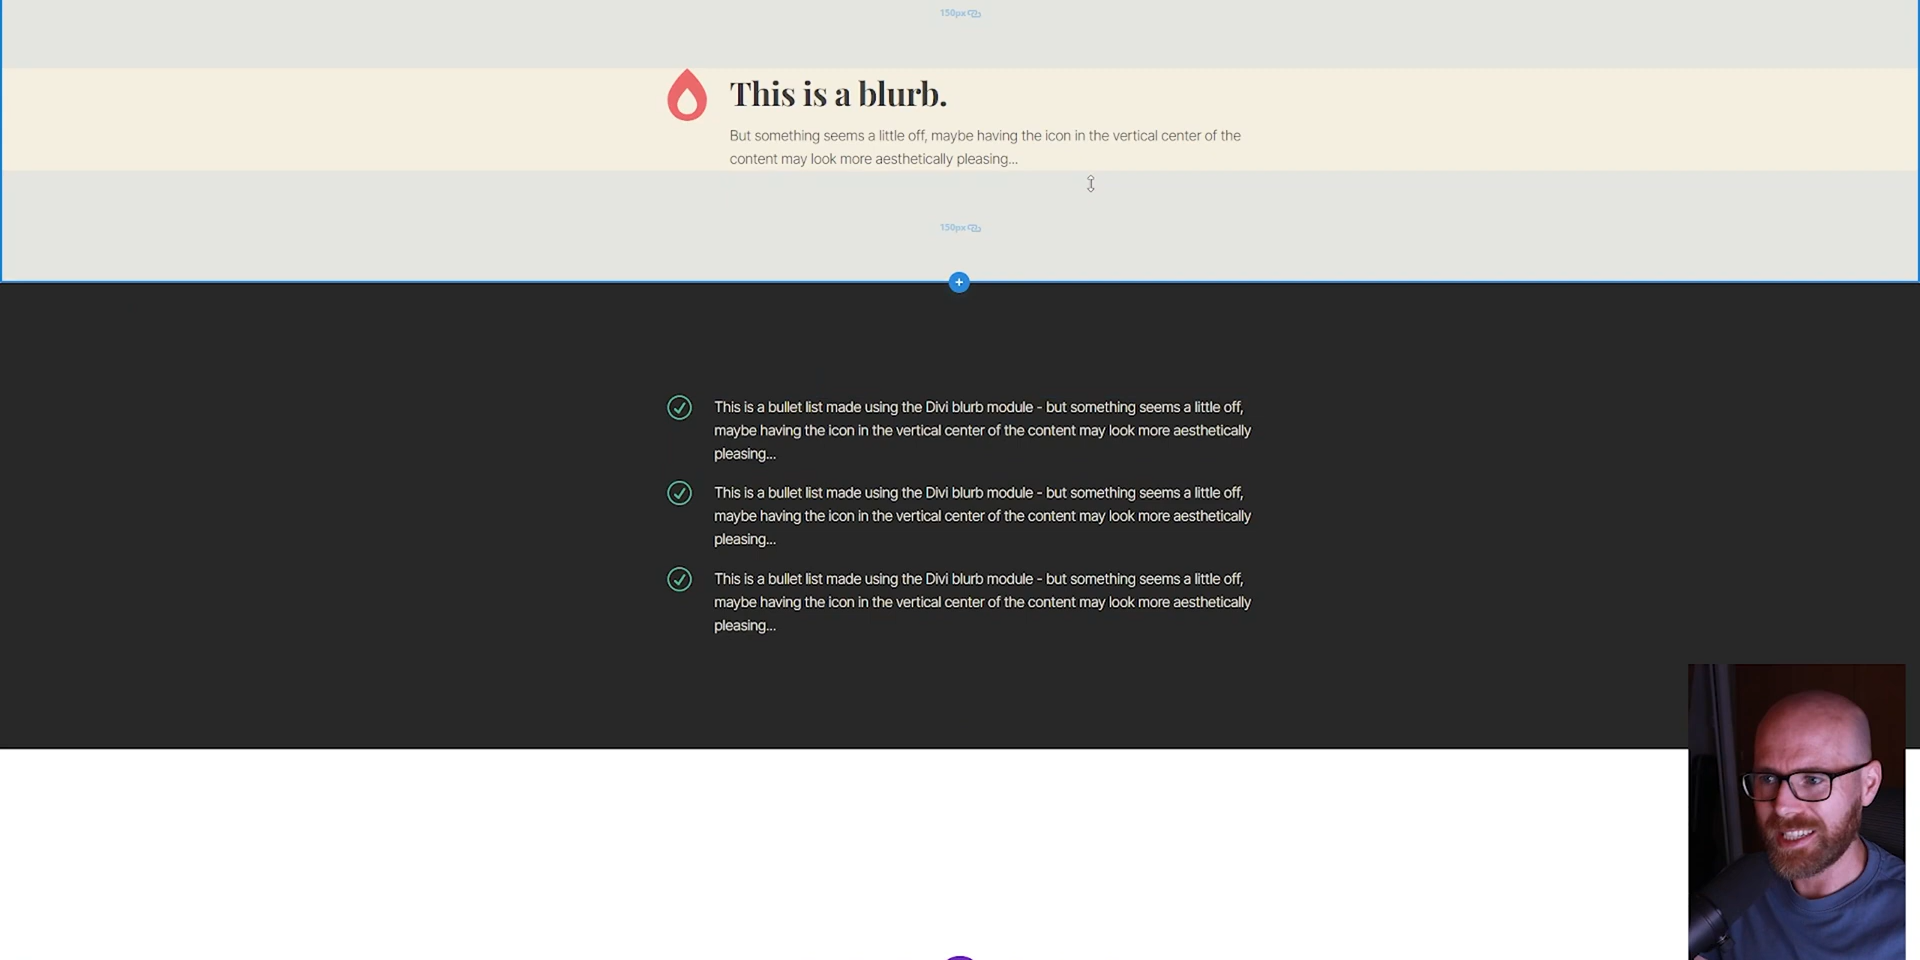 150px
This is a blurb.
But something seems a little off, maybe having the icon in the vertical center of the
content may look more aesthetically pleasing...
150px
This is a bullet list made using the Divi blurb module - but something seems a little off,
maybe having the icon in the vertical center of the content may look more aesthetically
pleasing...
This is a bullet list made using the Divi blurb module - but something seems a little off,
maybe having the icon in the vertical center of the content may look more aesthetically
pleasing...
This is a bullet list made using the Divi blurb module - but something seems a little off,
maybe having the icon in the vertical center of the content may look more aesthetically
pleasing...